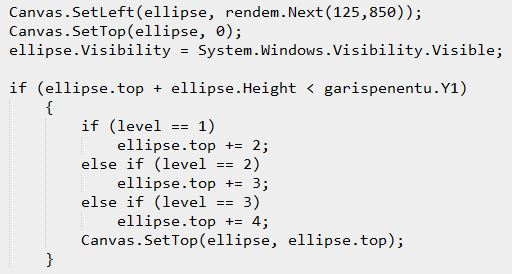 Canvas.SetLeft(ellipse, rendem.Next(125,850));
Canvas.SetTop(ellipse, 0);
ellipse.Visibility = System.Windows.Visibility.Visible;

if (ellipse.top + ellipse.Height < garispenentu.Y1)
    {
        if (level == 1)
            ellipse.top += 2;
        else if (level == 2)
            ellipse.top += 3;
        else if (level == 3)
            ellipse.top += 4;
        Canvas.SetTop(ellipse, ellipse.top);
    }